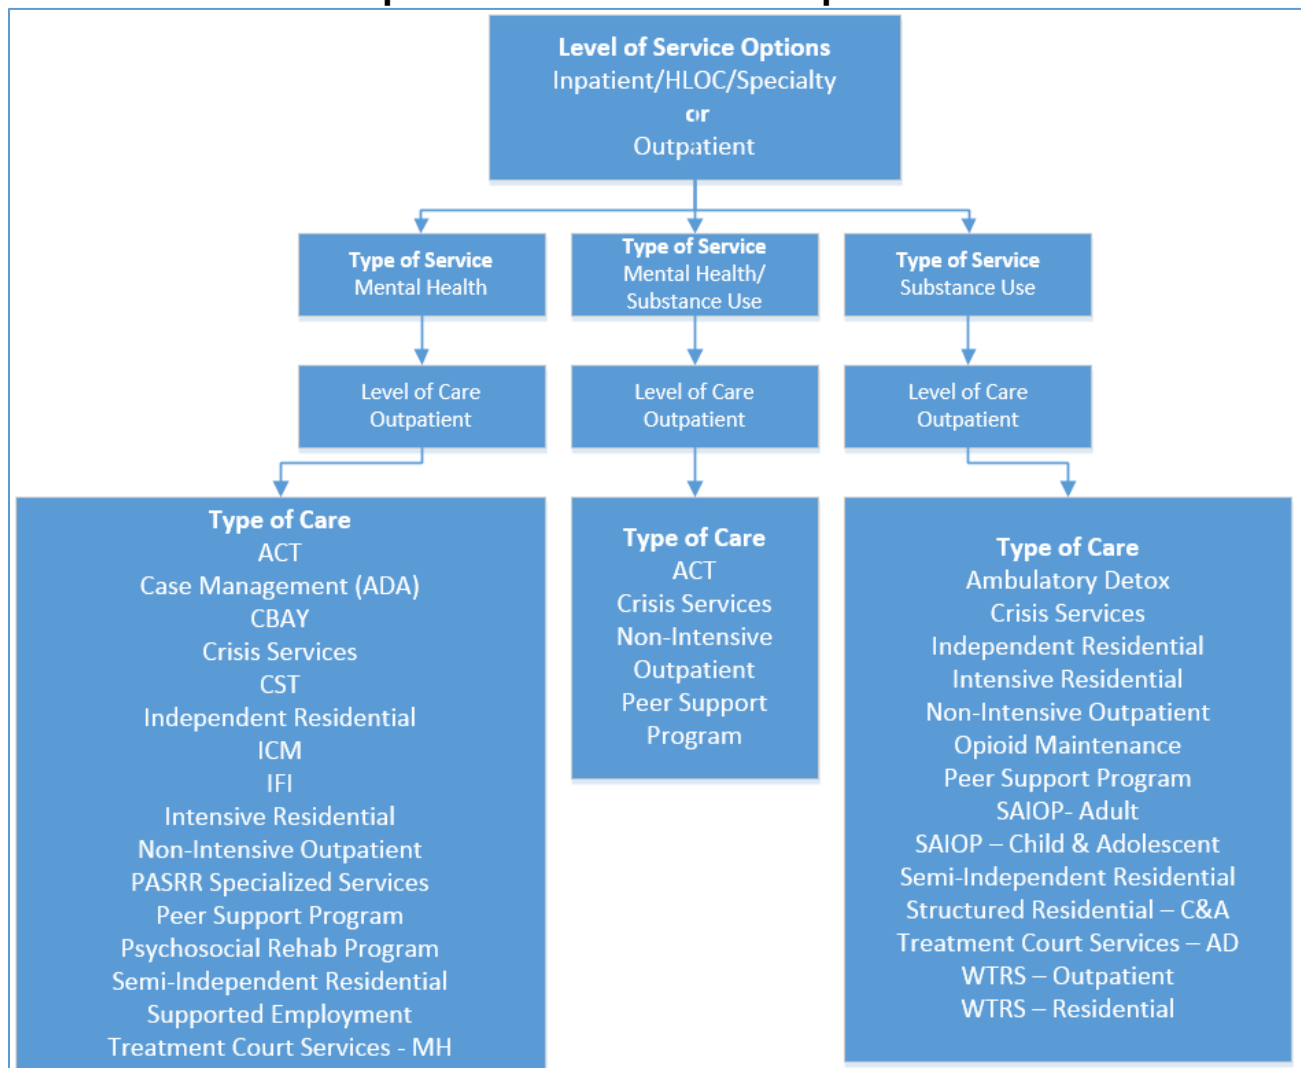 Level of Service Options
Inpatient/HLOC/Specialty
or
Outpatient
Type of Service
Mental Health
Type of Service
Mental Health/
Substance Use
Type of Service
Substance Use
Level of Care
Outpatient
Level of Care
Outpatient
Level of Care
Outpatient
Type of Care
ACT
Case Management (ADA)
CBAY
Crisis Services
CST
Independent Residential
ICM
IFI
Intensive Residential
Non-Intensive Outpatient
PASRR Specialized Services
Peer Support Program
Psychosocial Rehab Program
Semi-Independent Residential
Supported Employment
Treatment Court Services - MH
Type of Care
ACT
Crisis Services
Non-Intensive
Outpatient
Peer Support
Program
Type of Care
Ambulatory Detox
Crisis Services
Independent Residential
Intensive Residential
Non-Intensive Outpatient
Opioid Maintenance
Peer Support Program
SAIOP- Adult
SAIOP – Child & Adolescent
Semi-Independent Residential
Structured Residential – C&A
Treatment Court Services – AD
WTRS – Outpatient
WTRS – Residential